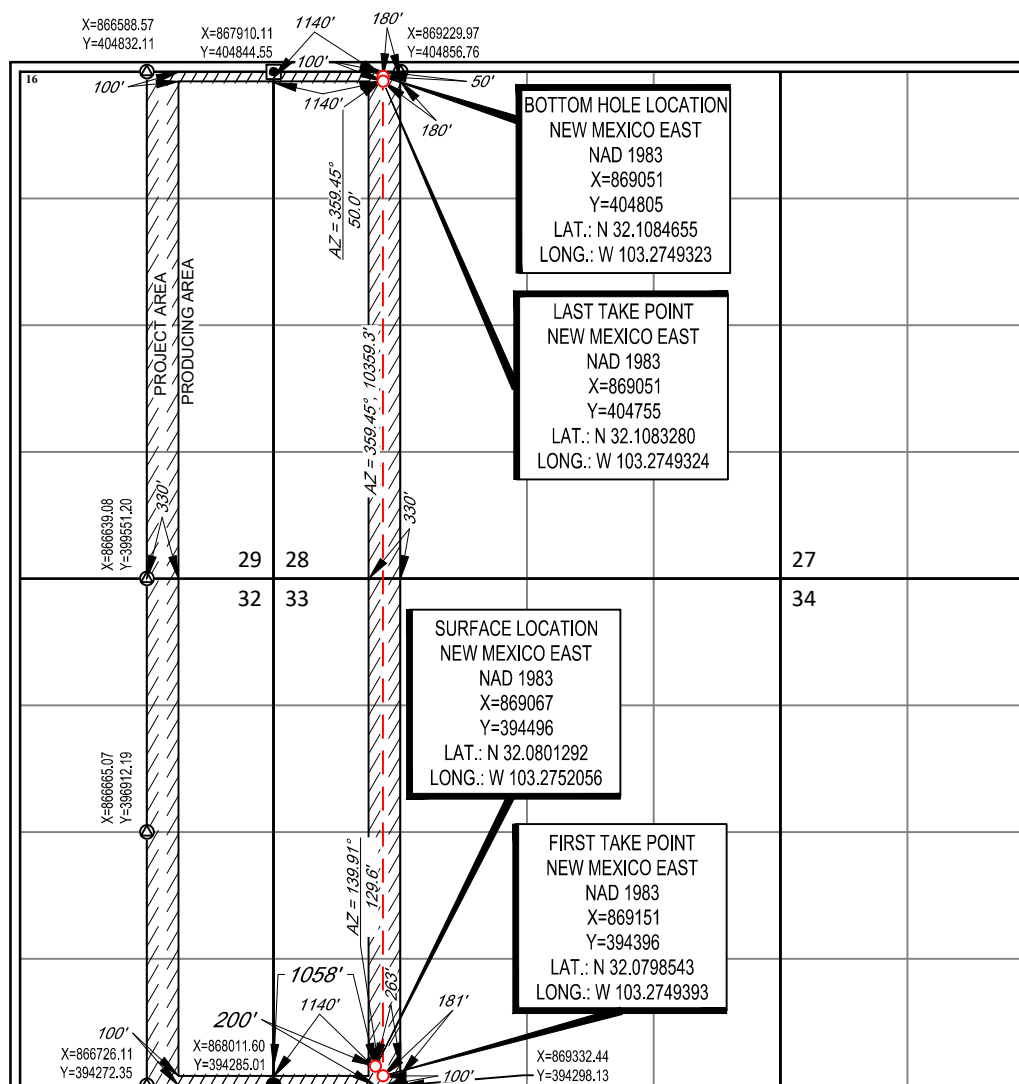 X=866588.57
Y=404832.11
X=867910.11
Y=404844.55
1140'
180'
X=869229.97
Y=404856.76
16
100'
100'
50'
1140'
180'
BOTTOM HOLE LOCATION
NEW MEXICO EAST
NAD 1983
X=869051
Y=404805
LAT.: N 32.1084655
LONG.: W 103.2749323
AZ = 359.45°
50.0'
PROJECT AREA
PRODUCING AREA
LAST TAKE POINT
NEW MEXICO EAST
NAD 1983
X=869051
Y=404755
LAT.: N 32.1083280
LONG.: W 103.2749324
AZ = 359.45°, 10359.3'
X=866639.08
Y=399551.20
330'
330'
29
28
27
32
33
34
SURFACE LOCATION
NEW MEXICO EAST
NAD 1983
X=869067
Y=394496
LAT.: N 32.0801292
LONG.: W 103.2752056
X=866665.07
Y=396912.19
FIRST TAKE POINT
NEW MEXICO EAST
NAD 1983
X=869151
Y=394396
LAT.: N 32.0798543
LONG.: W 103.2749393
AZ = 139.91°
129.6'
1058'
263'
1140'
181'
200'
100'
X=866726.11
Y=394272.35
X=868011.60
Y=394285.01
100'
X=869332.44
Y=394298.13